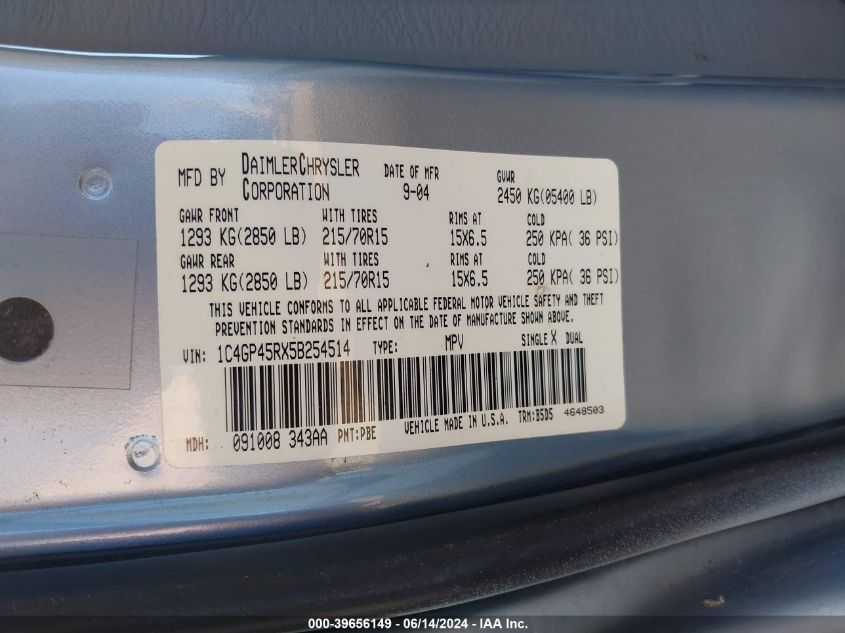 MFD BY DAIMLERCHRYSLER CORPORATION
DATE OF MFR 9-04
GVWR 2450 KG(05400 LB)
GAWR FRONT WITH TIRES RIMS AT COLD
1293 KG(2850 LB) 215/70R15 15X6.5 250 KPA( 36 PSI)
GAWR REAR WITH TIRES RIMS AT COLD
1293 KG(2850 LB) 215/70R15 15X6.5 250 KPA( 36 PSI)
THIS VEHICLE CONFORMS TO ALL APPLICABLE FEDERAL MOTOR VEHICLE SAFETY AND THEFT
PREVENTION STANDARDS IN EFFECT ON THE DATE OF MANUFACTURE SHOWN ABOVE.
VIN: 1C4GP45RX5B254514 TYPE: MPV SINGLE X DUAL
MDH: 091008 343AA PNT:PBE VEHICLE MADE IN U.S.A. TRM:B5D5 4648503
000-39656149 - 06/14/2024 - IAA Inc.